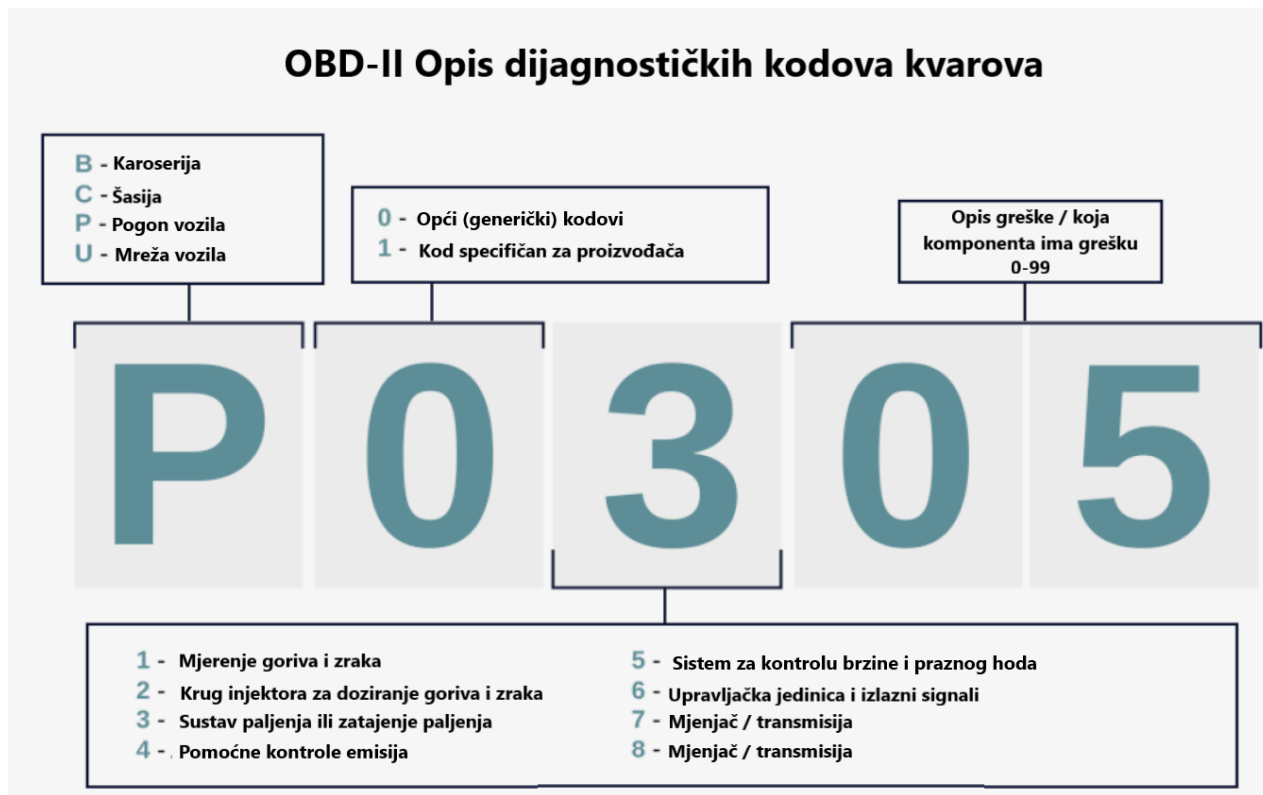 OBD-II Opis dijagnostičkih kodova kvarova
B - Karoserija
C - Šasija
P - Pogon vozila
U - Mreža vozila
0 - Opći (generički) kodovi
1 - Kod specifičan za proizvođača
Opis greške / koja
komponenta ima grešku
0-99
P 0 3 0 5
1 - Mjerenje goriva i zraka
2 - Krug injektora za doziranje goriva i zraka
3 - Sustav paljenja ili zatajenje paljenja
4 - Pomoćne kontrole emisija
5 - Sistem za kontrolu brzine i praznog hoda
6 - Upravljačka jedinica i izlazni signali
7 - Mjenjač / transmisija
8 - Mjenjač / transmisija